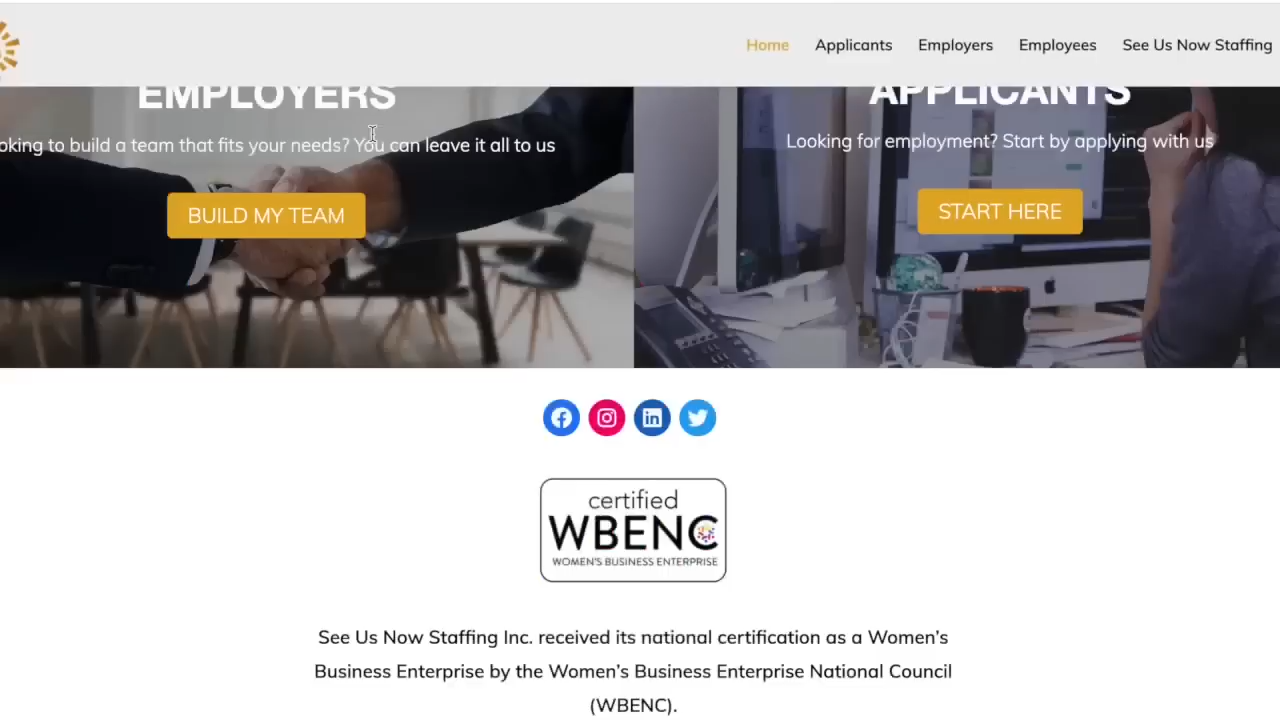 Home Applicants Employers Employees See Us Now Staffing
EMPLOYERS
to build a team that fits your needs? You can leave it all to us
BUILD MY TEAM
APPLICANTS
Looking for employment? Start by applying with us
START HERE
certified
WBENC
WOMEN'S BUSINESS ENTERPRISE
See Us Now Staffing Inc. received its national certification as a Women's
Business Enterprise by the Women's Business Enterprise National Council
(WBENC).